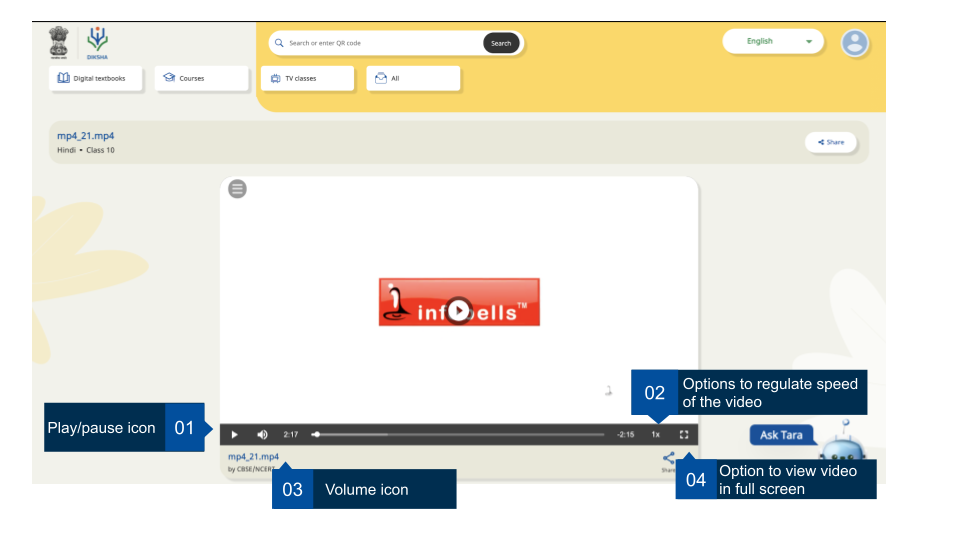 DIKSHA
Search or enter QR code
Search
English
Digital textbooks
Courses
TV classes
All
mp4_21.mp4
Hindi • Class 10
Share
infobells™
02 Options to regulate speed
of the video
Play/pause icon 01
2:17
-2:15
1x
Ask Tara
mp4_21.mp4
by CBSE/NCERT
Share
03 Volume icon
04 Option to view video
in full screen